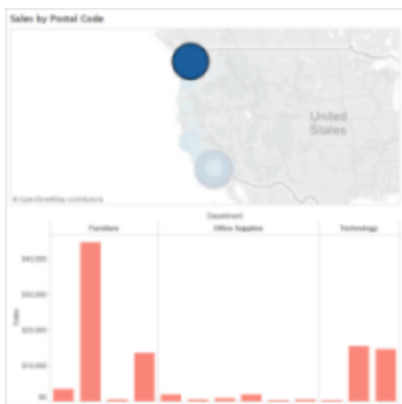 Sales by Postal Code
United
States
© OpenStreetMap contributors
Department
Furniture
Office Supplies
Technology
$40,000
$30,000
$20,000
$10,000
$0
Sales